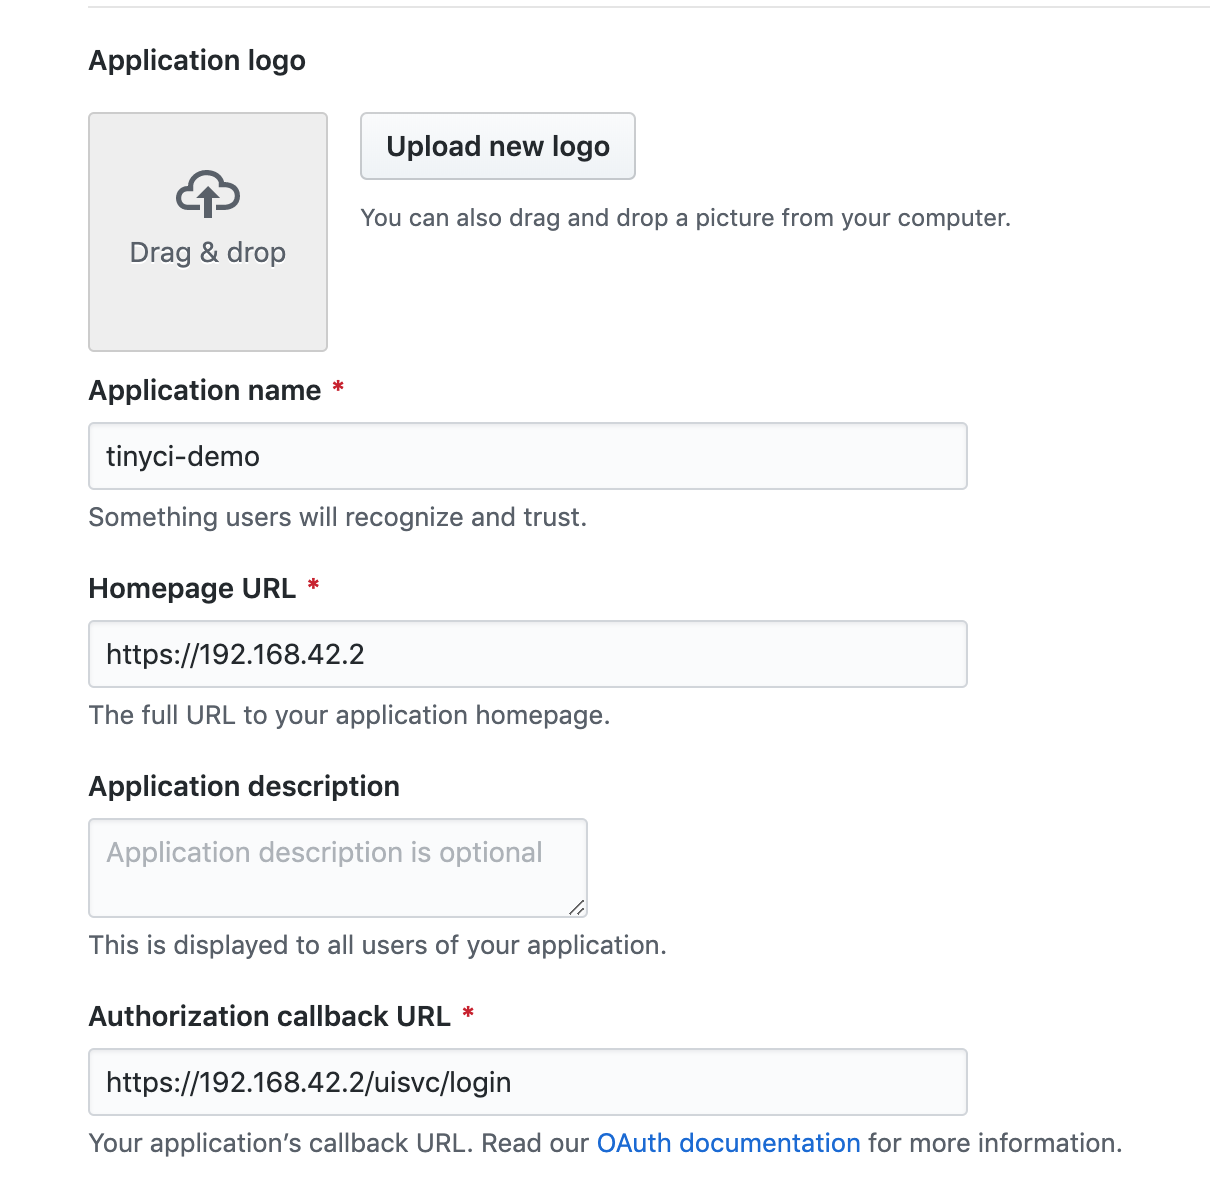 Application logo
Drag & drop
Upload new logo
You can also drag and drop a picture from your computer.
Application name *
tinyci-demo
Something users will recognize and trust.
Homepage URL *
https://192.168.42.2
The full URL to your application homepage.
Application description
Application description is optional
This is displayed to all users of your application.
Authorization callback URL *
https://192.168.42.2/uisvc/login
Your application’s callback URL. Read our OAuth documentation for more information.